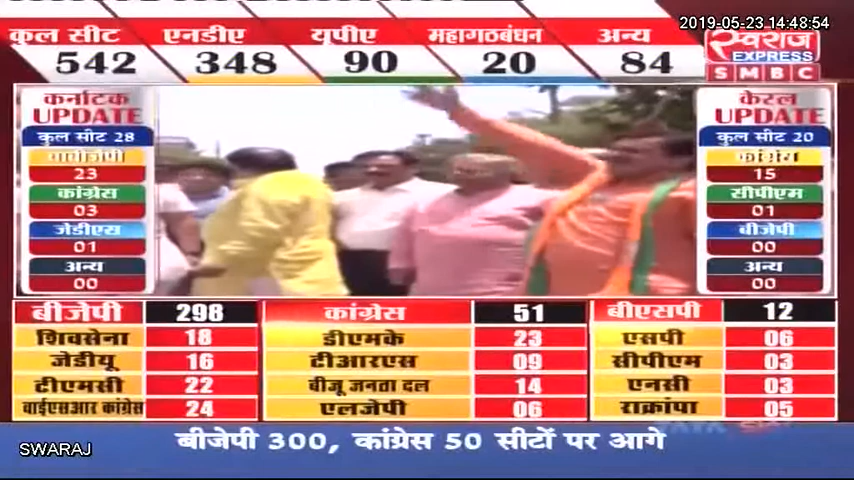 2019-05-23 14:48:54
कुल सीट एनडीए यूपीए महागठबंधन अन्य
542 348 90 20 84
स्वराज
EXPRESS
SMBC
कर्नाटक
UPDATE
कुल सीट 28
बीजेपी
23
कांग्रेस
03
जेडीएस
01
अन्य
00
केरल
UPDATE
कुल सीट 20
कांग्रेस
15
सीपीएम
01
बीजेपी
00
अन्य
00
बीजेपी 298 कांग्रेस 51 बीएसपी 12
शिवसेना 18 डीएमके 23 एसपी 06
जेडीयू 16 टीआरएस 09 सीपीएम 03
टीएमसी 22 बीजू जनता दल 14 एनसी 03
वाईएसआर कांग्रेस 24 एलजेपी 06 राक्रांपा 05
बीजेपी 300, कांग्रेस 50 सीटों पर आगे
SWARAJ